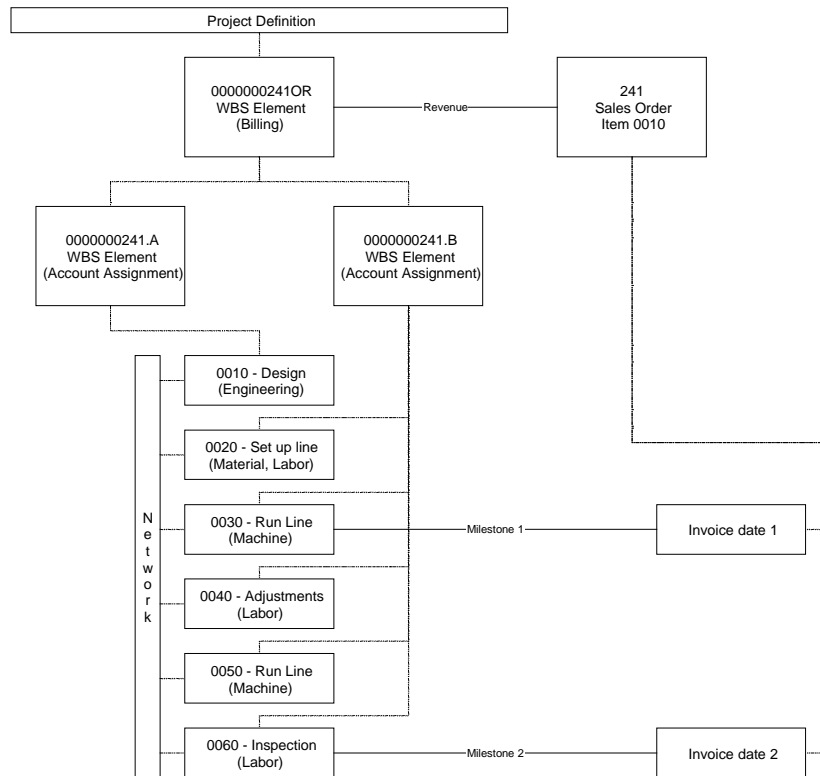 Project Definition
0000000241OR
WBS Element
(Billing)
Revenue
241
Sales Order
Item 0010
0000000241.A
WBS Element
(Account Assignment)
0000000241.B
WBS Element
(Account Assignment)
Network
0010 - Design
(Engineering)
0020 - Set up line
(Material, Labor)
0030 - Run Line
(Machine)
Milestone 1
Invoice date 1
0040 - Adjustments
(Labor)
0050 - Run Line
(Machine)
0060 - Inspection
(Labor)
Milestone 2
Invoice date 2